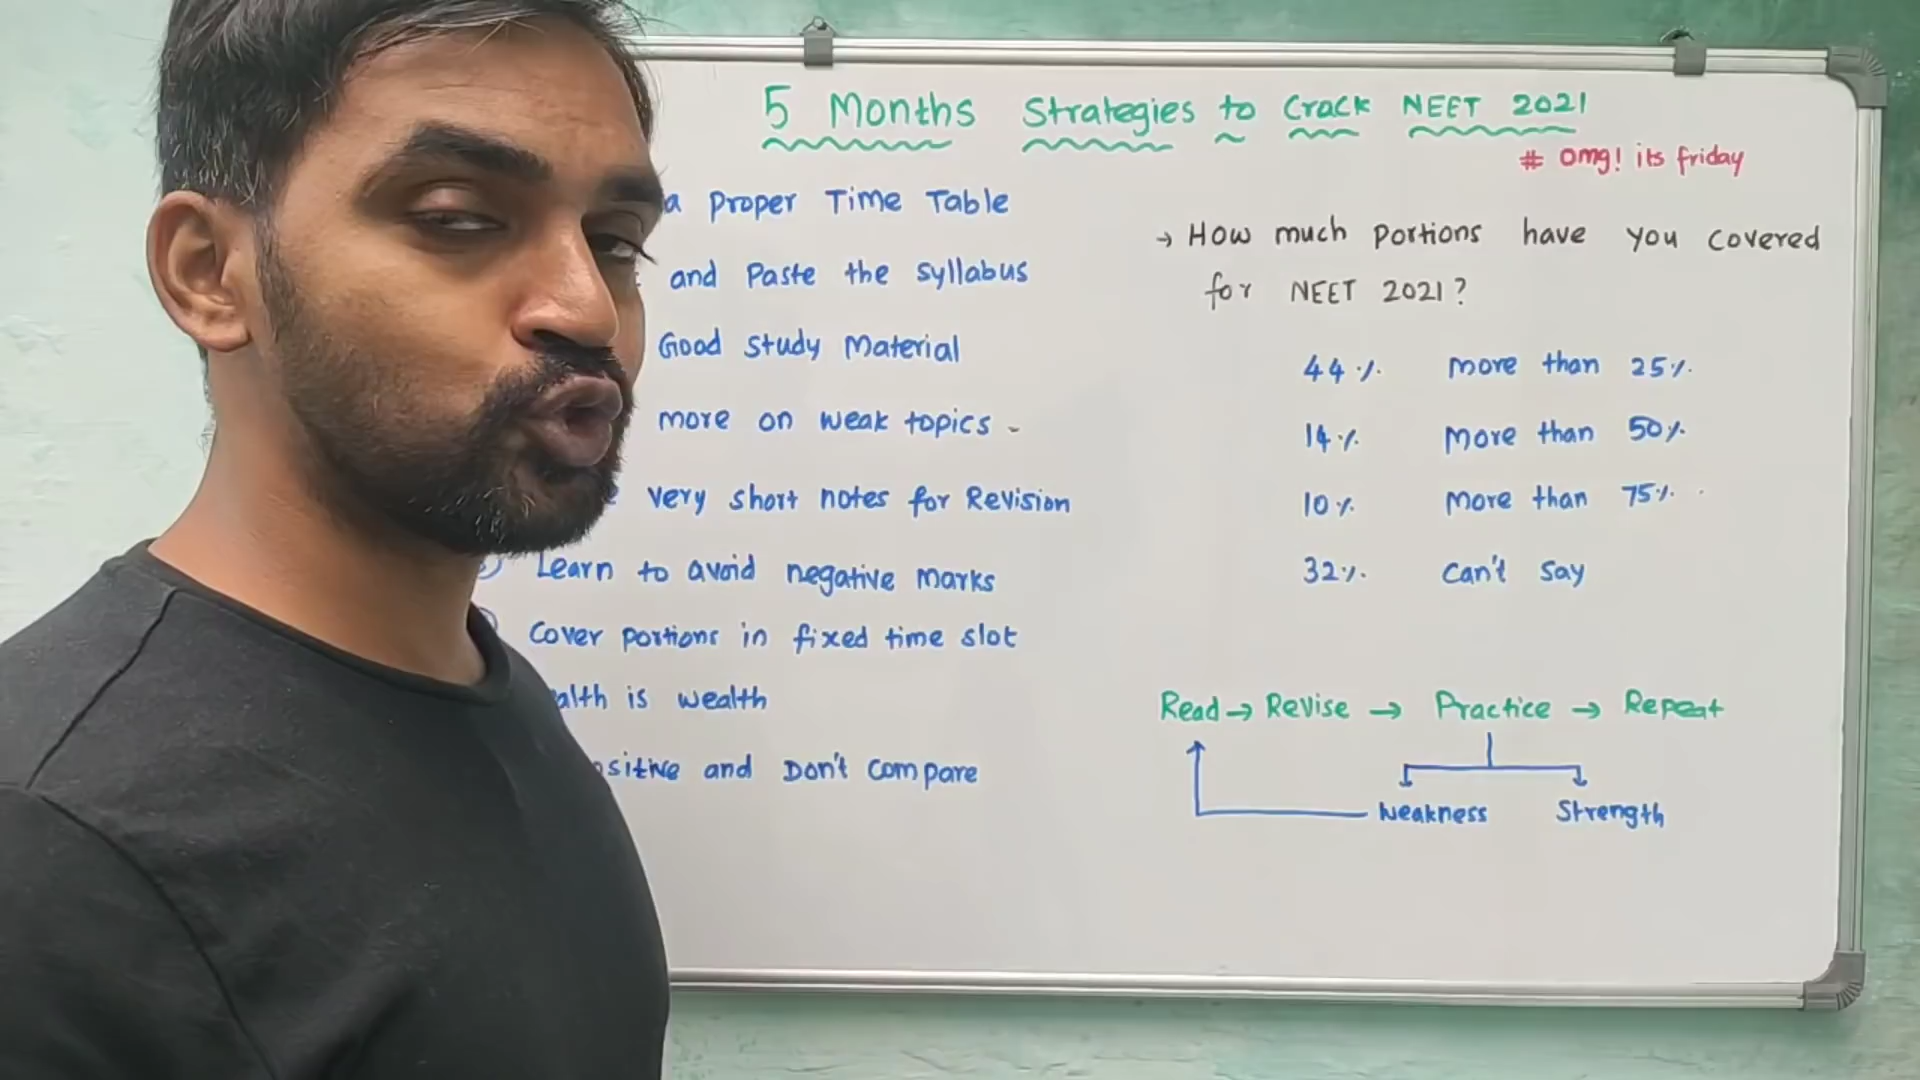 5 Months Strategies to Crack NEET 2021
# omg! its friday
a Proper Time Table
and Paste the syllabus
Good study Material
more on weak topics
very short notes for Revision
Learn to avoid negative marks
Cover portions in fixed time slot
alth is wealth
ositive and Don't compare
→ How much portions have you covered
for NEET 2021?
44% more than 25%
14% more than 50%
10% more than 75%
32% can't say
Read → Revise → Practice → Repeat
Weakness Strength